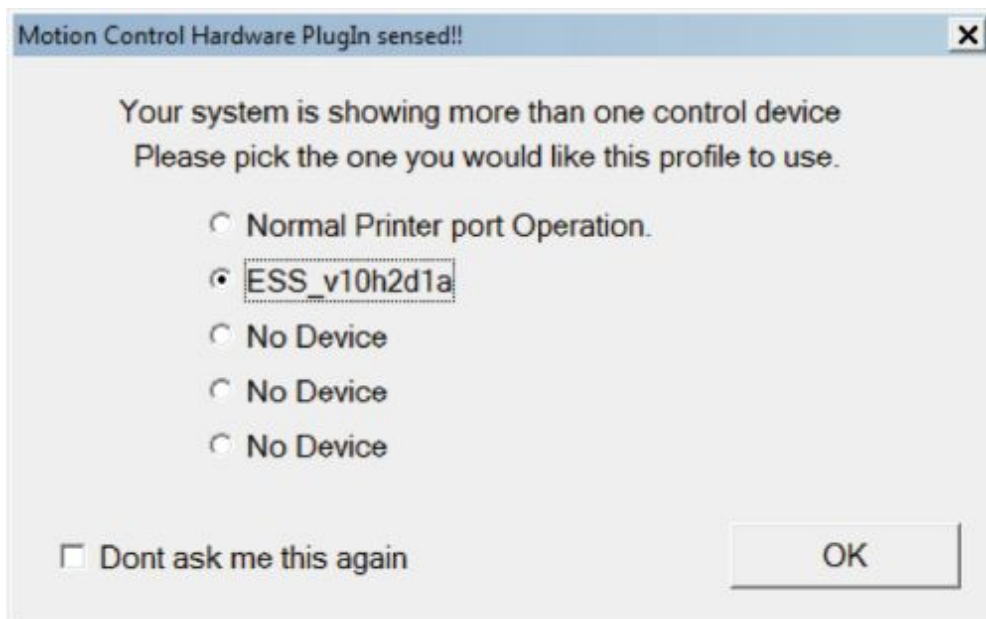 Motion Control Hardware PlugIn sensed!!
Your system is showing more than one control device
Please pick the one you would like this profile to use.
Normal Printer port Operation.
ESS_v10h2d1a
No Device
No Device
No Device
Dont ask me this again
OK